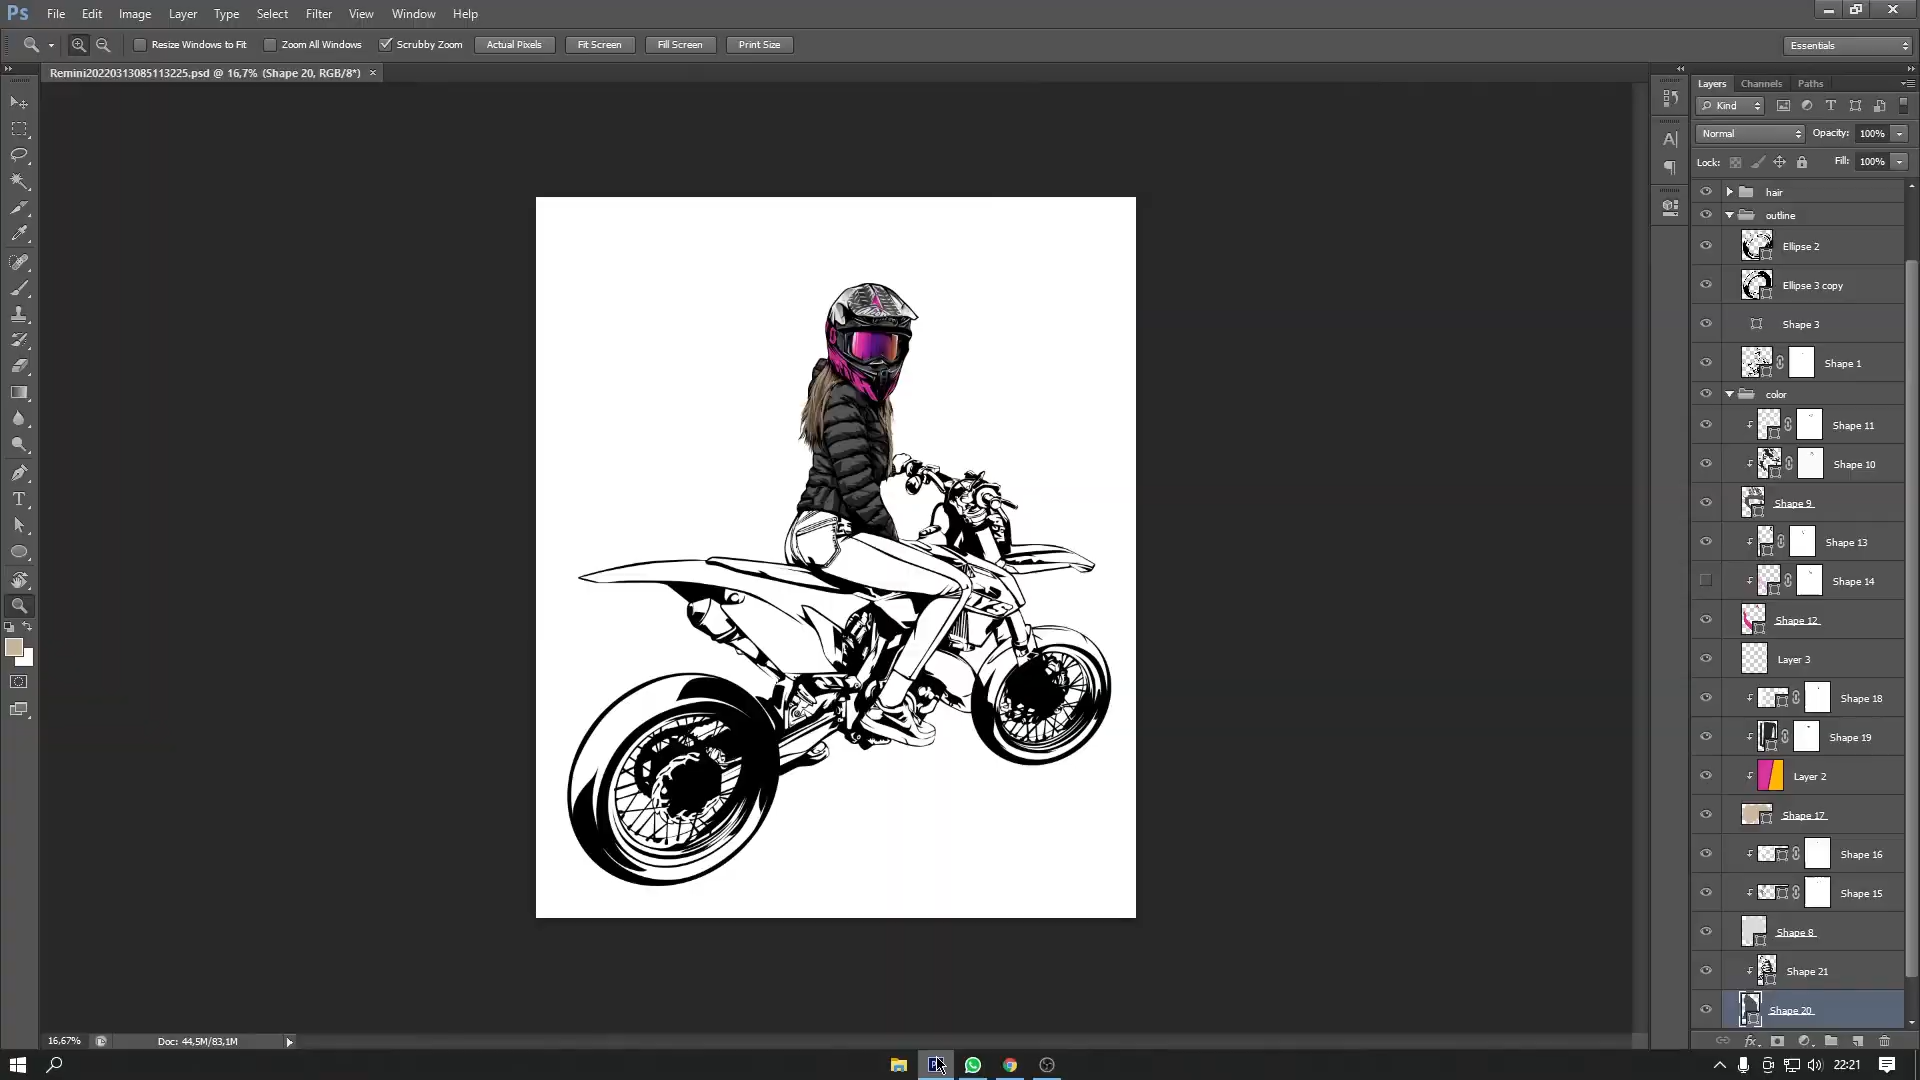 Ps File Edit Image Layer Type Select Filter View Window Help
Resize Windows to Fit Zoom All Windows Scrubby Zoom Actual Pixels Fit Screen Fill Screen Print Size Essentials
Remini20220313085113225.psd @ 16,7% (Shape 20, RGB/8*) ×
Layers Channels Paths
Kind
Normal Opacity: 100%
Lock: Fill: 100%
hair
outline
Ellipse 2
Ellipse 3 copy
Shape 3
Shape 1
color
Shape 11
Shape 10
Shape 9
Shape 13
Shape 14
Shape 12
Layer 3
Shape 18
Shape 19
Layer 2
Shape 17
Shape 16
Shape 15
Shape 8
Shape 21
Shape 20
16,67% Doc: 44,5M/83,1M
22:21